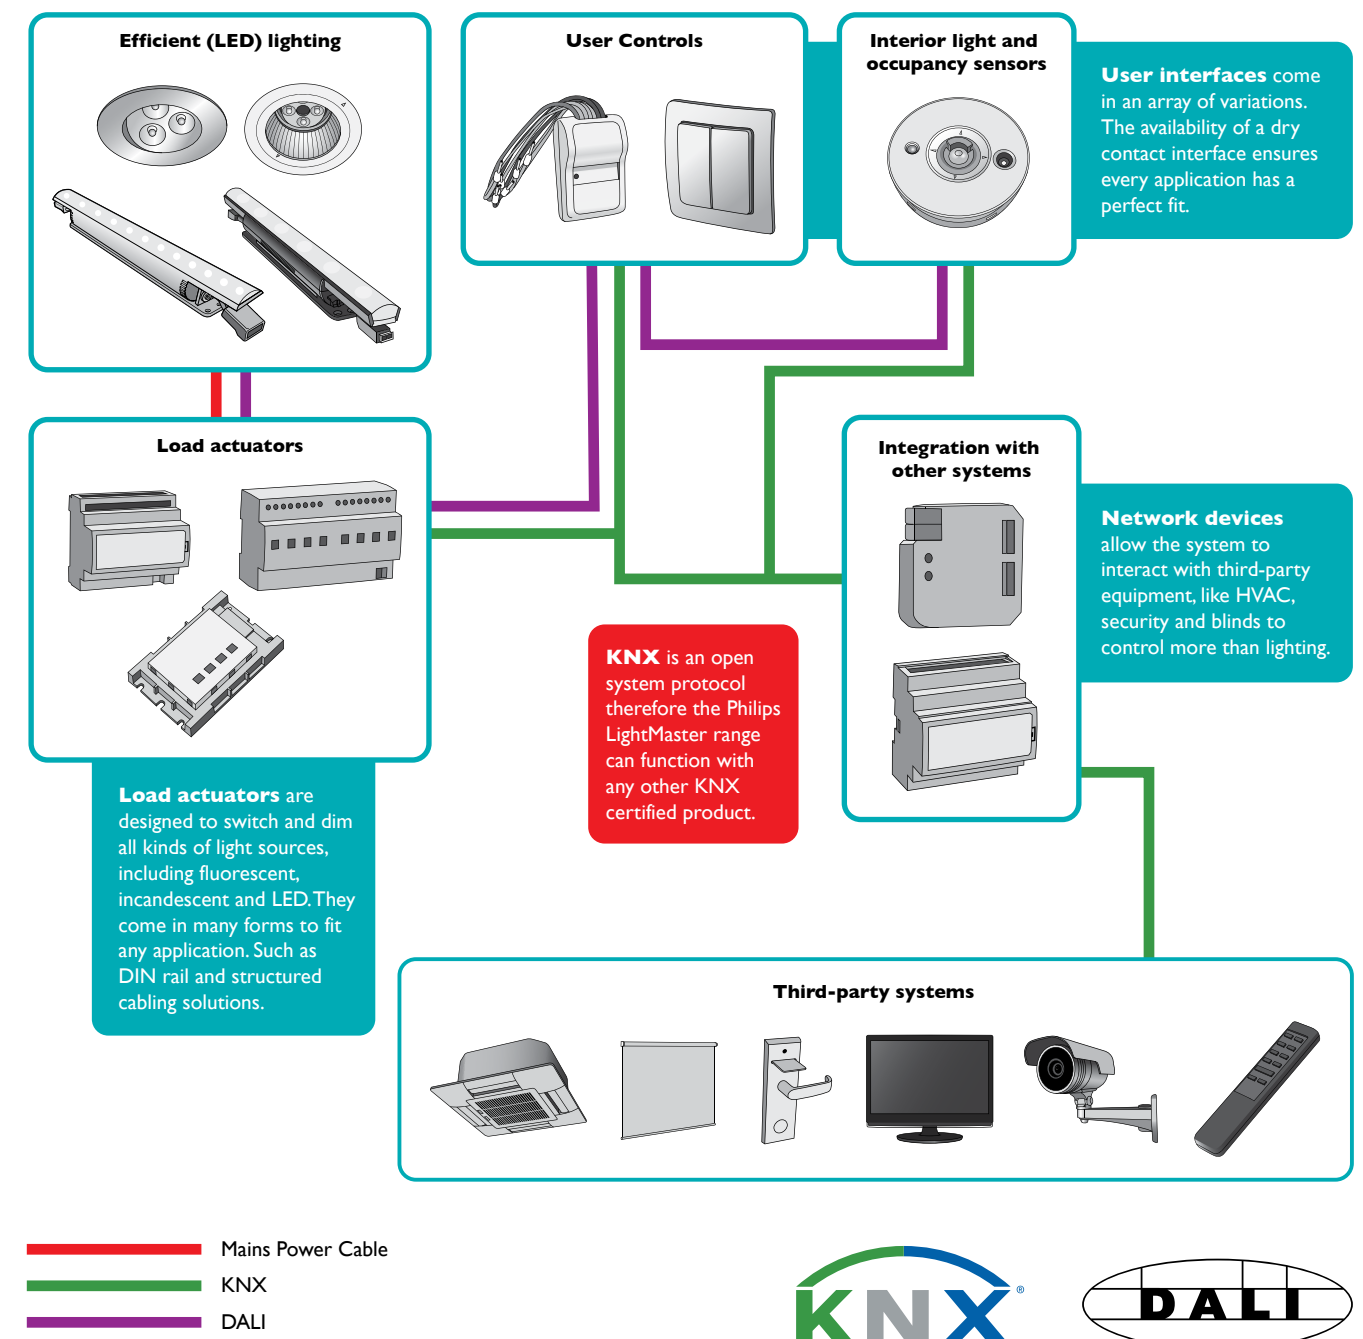 Efficient (LED) lighting
User Controls
Interior light and
occupancy sensors
User interfaces come
in an array of variations.
The availability of a dry
contact interface ensures
every application has a
perfect fit.
Load actuators
Integration with
other systems
Network devices
allow the system to
interact with third-party
equipment, like HVAC,
security and blinds to
control more than lighting.
KNX is an open
system protocol
therefore the Philips
LightMaster range
can function with
any other KNX
certified product.
Load actuators are
designed to switch and dim
all kinds of light sources,
including fluorescent,
incandescent and LED. They
come in many forms to fit
any application. Such as
DIN rail and structured
cabling solutions.
Third-party systems
Mains Power Cable
KNX
DALI
KNX®
DALI